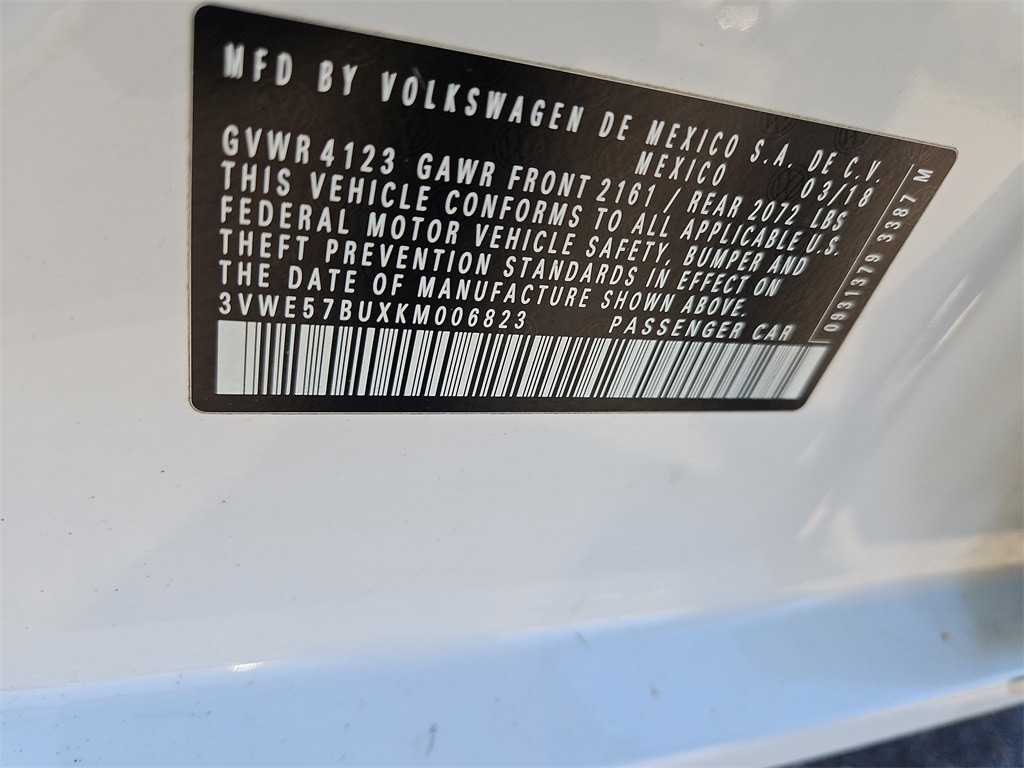 MFD BY VOLKSWAGEN DE MEXICO S.A. DE C.V.
MEXICO 03/18
GVWR 4123 GAWR FRONT 2161 / REAR 2072 LBS
THIS VEHICLE CONFORMS TO ALL APPLICABLE U.S.
FEDERAL MOTOR VEHICLE SAFETY, BUMPER AND
THEFT PREVENTION STANDARDS IN EFFECT ON
THE DATE OF MANUFACTURE SHOWN ABOVE.
3VWE57BUXKM006823 PASSENGER CAR
0931379 3387 M